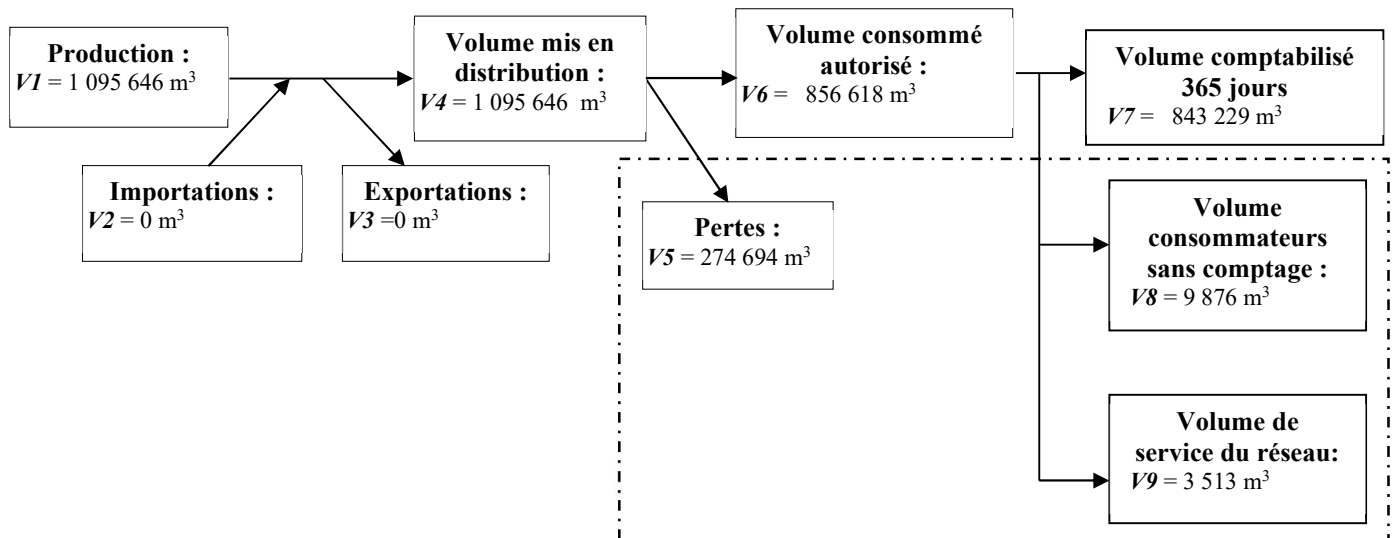 Production :
V1 = 1 095 646 m³
Volume mis en
distribution :
V4 = 1 095 646 m³
Volume consommé
autorisé :
V6 = 856 618 m³
Volume comptabilisé
365 jours
V7 = 843 229 m³
Importations :
V2 = 0 m³
Exportations :
V3 =0 m³
Pertes :
V5 = 274 694 m³
Volume
consommateurs
sans comptage :
V8 = 9 876 m³
Volume de
service du réseau:
V9 = 3 513 m³